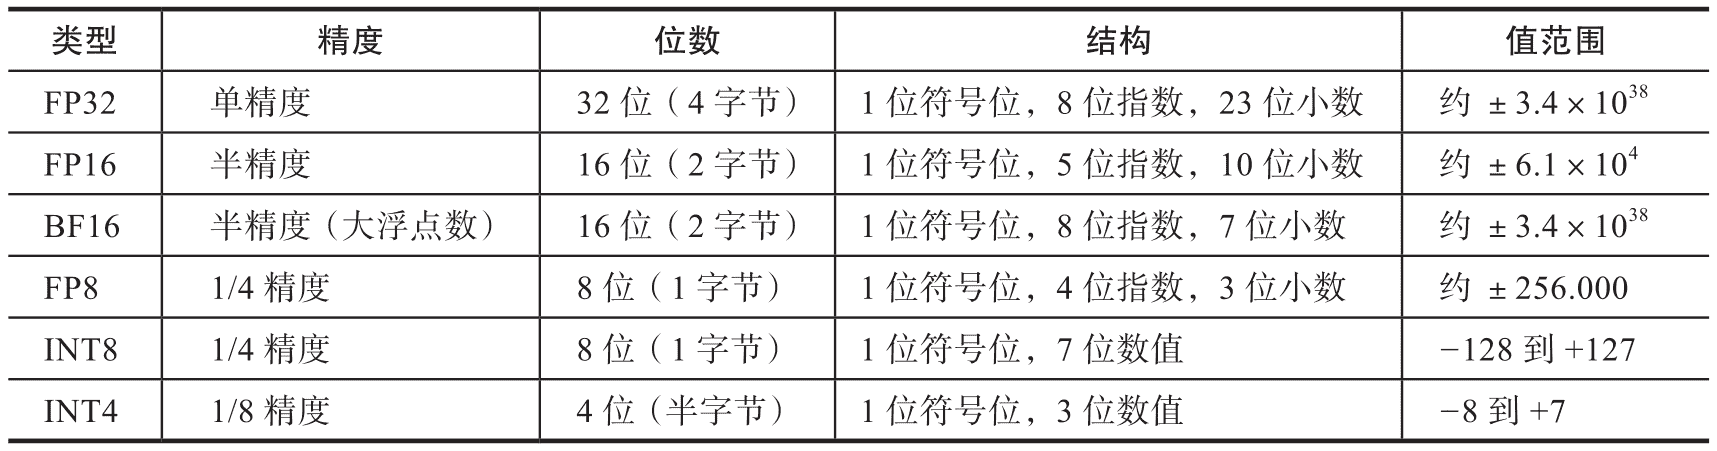 类型 精度 位数 结构 值范围
FP32 单精度 32 位（4 字节） 1 位符号位，8 位指数，23 位小数 约 ± 3.4 × 10³⁸
FP16 半精度 16 位（2 字节） 1 位符号位，5 位指数，10 位小数 约 ± 6.1 × 10⁴
BF16 半精度（大浮点数） 16 位（2 字节） 1 位符号位，8 位指数，7 位小数 约 ± 3.4 × 10³⁸
FP8 1/4 精度 8 位（1 字节） 1 位符号位，4 位指数，3 位小数 约 ± 256.000
INT8 1/4 精度 8 位（1 字节） 1 位符号位，7 位数值 −128 到 +127
INT4 1/8 精度 4 位（半字节） 1 位符号位，3 位数值 −8 到 +7